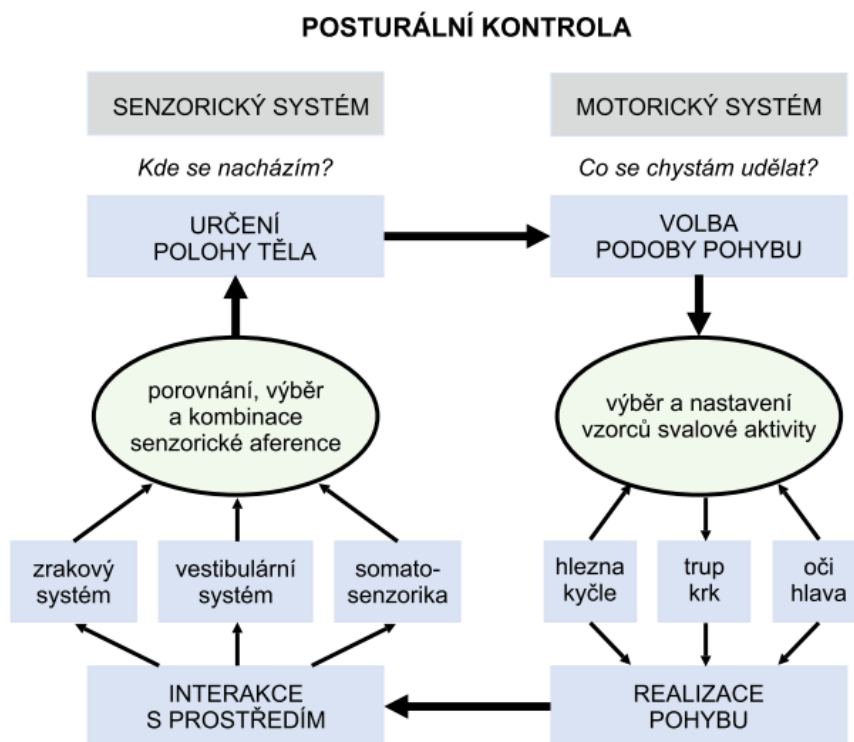 POSTURÁLNÍ KONTROLA
SENZORICKÝ SYSTÉM
MOTORICKÝ SYSTÉM
Kde se nacházím?
Co se chystám udělat?
URČENÍ
POLOHY TĚLA
VOLBA
PODOBY POHYBU
porovnání, výběr
a kombinace
senzorické aference
výběr a nastavení
vzorců svalové aktivity
zrakový
systém
vestibulární
systém
somato-
senzorika
hlezna
kyčle
trup
krk
oči
hlava
INTERAKCE
S PROSTŘEDÍM
REALIZACE
POHYBU